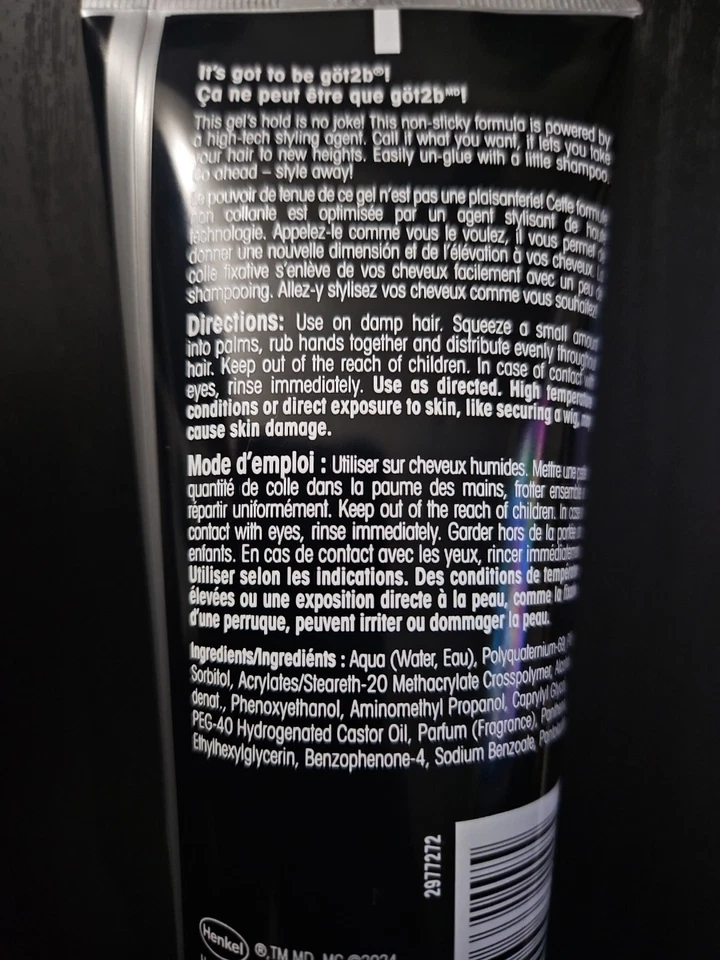 It's got to be göt2b®!
Ça ne peut être que göt2bᴹᴰ!
This gel's hold is no joke! This non-sticky formula is powered by
a high-tech styling agent. Call it what you want, it lets you take
your hair to new heights. Easily un-glue with a little shampoo.
Go ahead – style away!
Le pouvoir de tenue de ce gel n'est pas une plaisanterie! Cette formule
non collante est optimisée par un agent stylisant de haute
technologie. Appelez-le comme vous le voulez, il vous permet de
donner une nouvelle dimensión et de l'élévation à vos cheveux. La
colle fixative s'enlève de vos cheveux facilement avec un peu de
shampooing. Allez-y stylisez vos cheveux comme vous souhaitez!
Directions: Use on damp hair. Squeeze a small amount
into palms, rub hands together and distribute evenly throughout
hair. Keep out of the reach of children. In case of contact with
eyes, rinse immediately. Use as directed. High temperature
conditions or direct exposure to skin, like securing a wig, may
cause skin damage.
Mode d'emploi : Utiliser sur cheveux humides. Mettre une
quantité de colle dans la paume des mains, frotter ensemble
répartir uniformément. Keep out of the reach of children. In case
contact with eyes, rinse immediately. Garder hors de la portée
enfants. En cas de contact avec les yeux, rincer immédiatement
Utiliser selon les indications. Des conditions de
élevées ou une exposition directe à la peau, comme la
d'une perruque, peuvent irriter ou dommager la peau.
Ingredients/Ingrediénts : Aqua (Water, Eau), Polyquaternium-69,
Sorbitol, Acrylates/Steareth-20 Methacrylate Crosspolymer,
denat., Phenoxyethanol, Aminomethyl Propanol, Caprylyl
PEG-40 Hydrogenated Castor Oil, Parfum (Fragrance),
Ethylhexylglycerin, Benzophenone-4, Sodium Benzoate,
2977272
Henkel
®,TM MD, MC ©2024